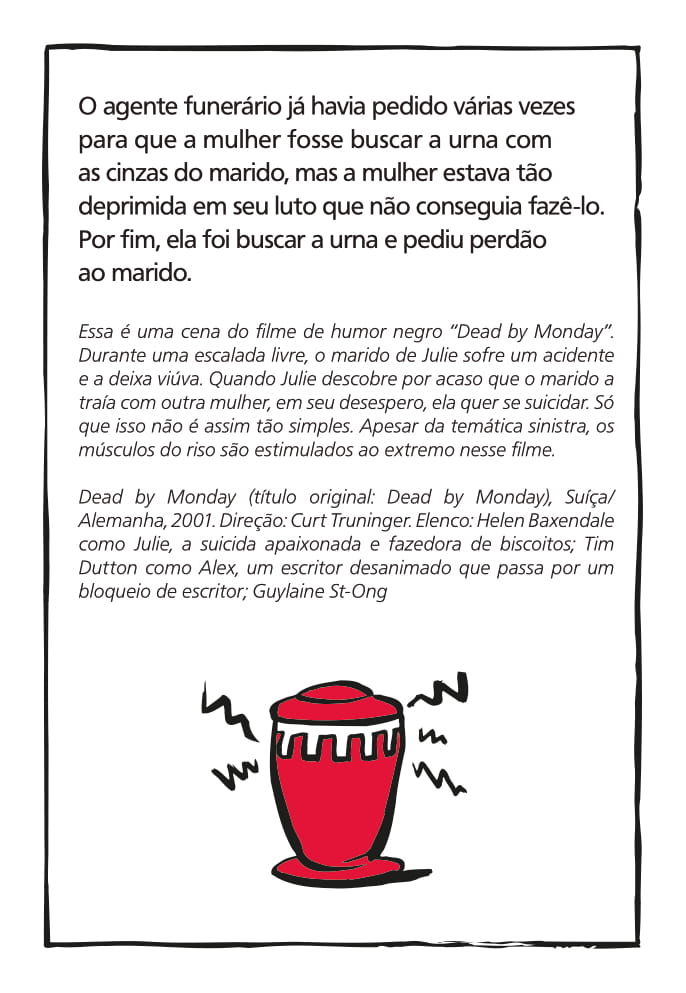 O agente funerário já havia pedido várias vezes
para que a mulher fosse buscar a urna com
as cinzas do marido, mas a mulher estava tão
deprimida em seu luto que não conseguia fazê-lo.
Por fim, ela foi buscar a urna e pediu perdão
ao marido.
Essa é uma cena do filme de humor negro “Dead by Monday”.
Durante uma escalada livre, o marido de Julie sofre um acidente
e a deixa viúva. Quando Julie descobre por acaso que o marido a
traía com outra mulher, em seu desespero, ela quer se suicidar. Só
que isso não é assim tão simples. Apesar da temática sinistra, os
músculos do riso são estimulados ao extremo nesse filme.
Dead by Monday (título original: Dead by Monday), Suíça/
Alemanha, 2001. Direção: Curt Truninger. Elenco: Helen Baxendale
como Julie, a suicida apaixonada e fazedora de biscoitos; Tim
Dutton como Alex, um escritor desanimado que passa por um
bloqueio de escritor; Guylaine St-Ong